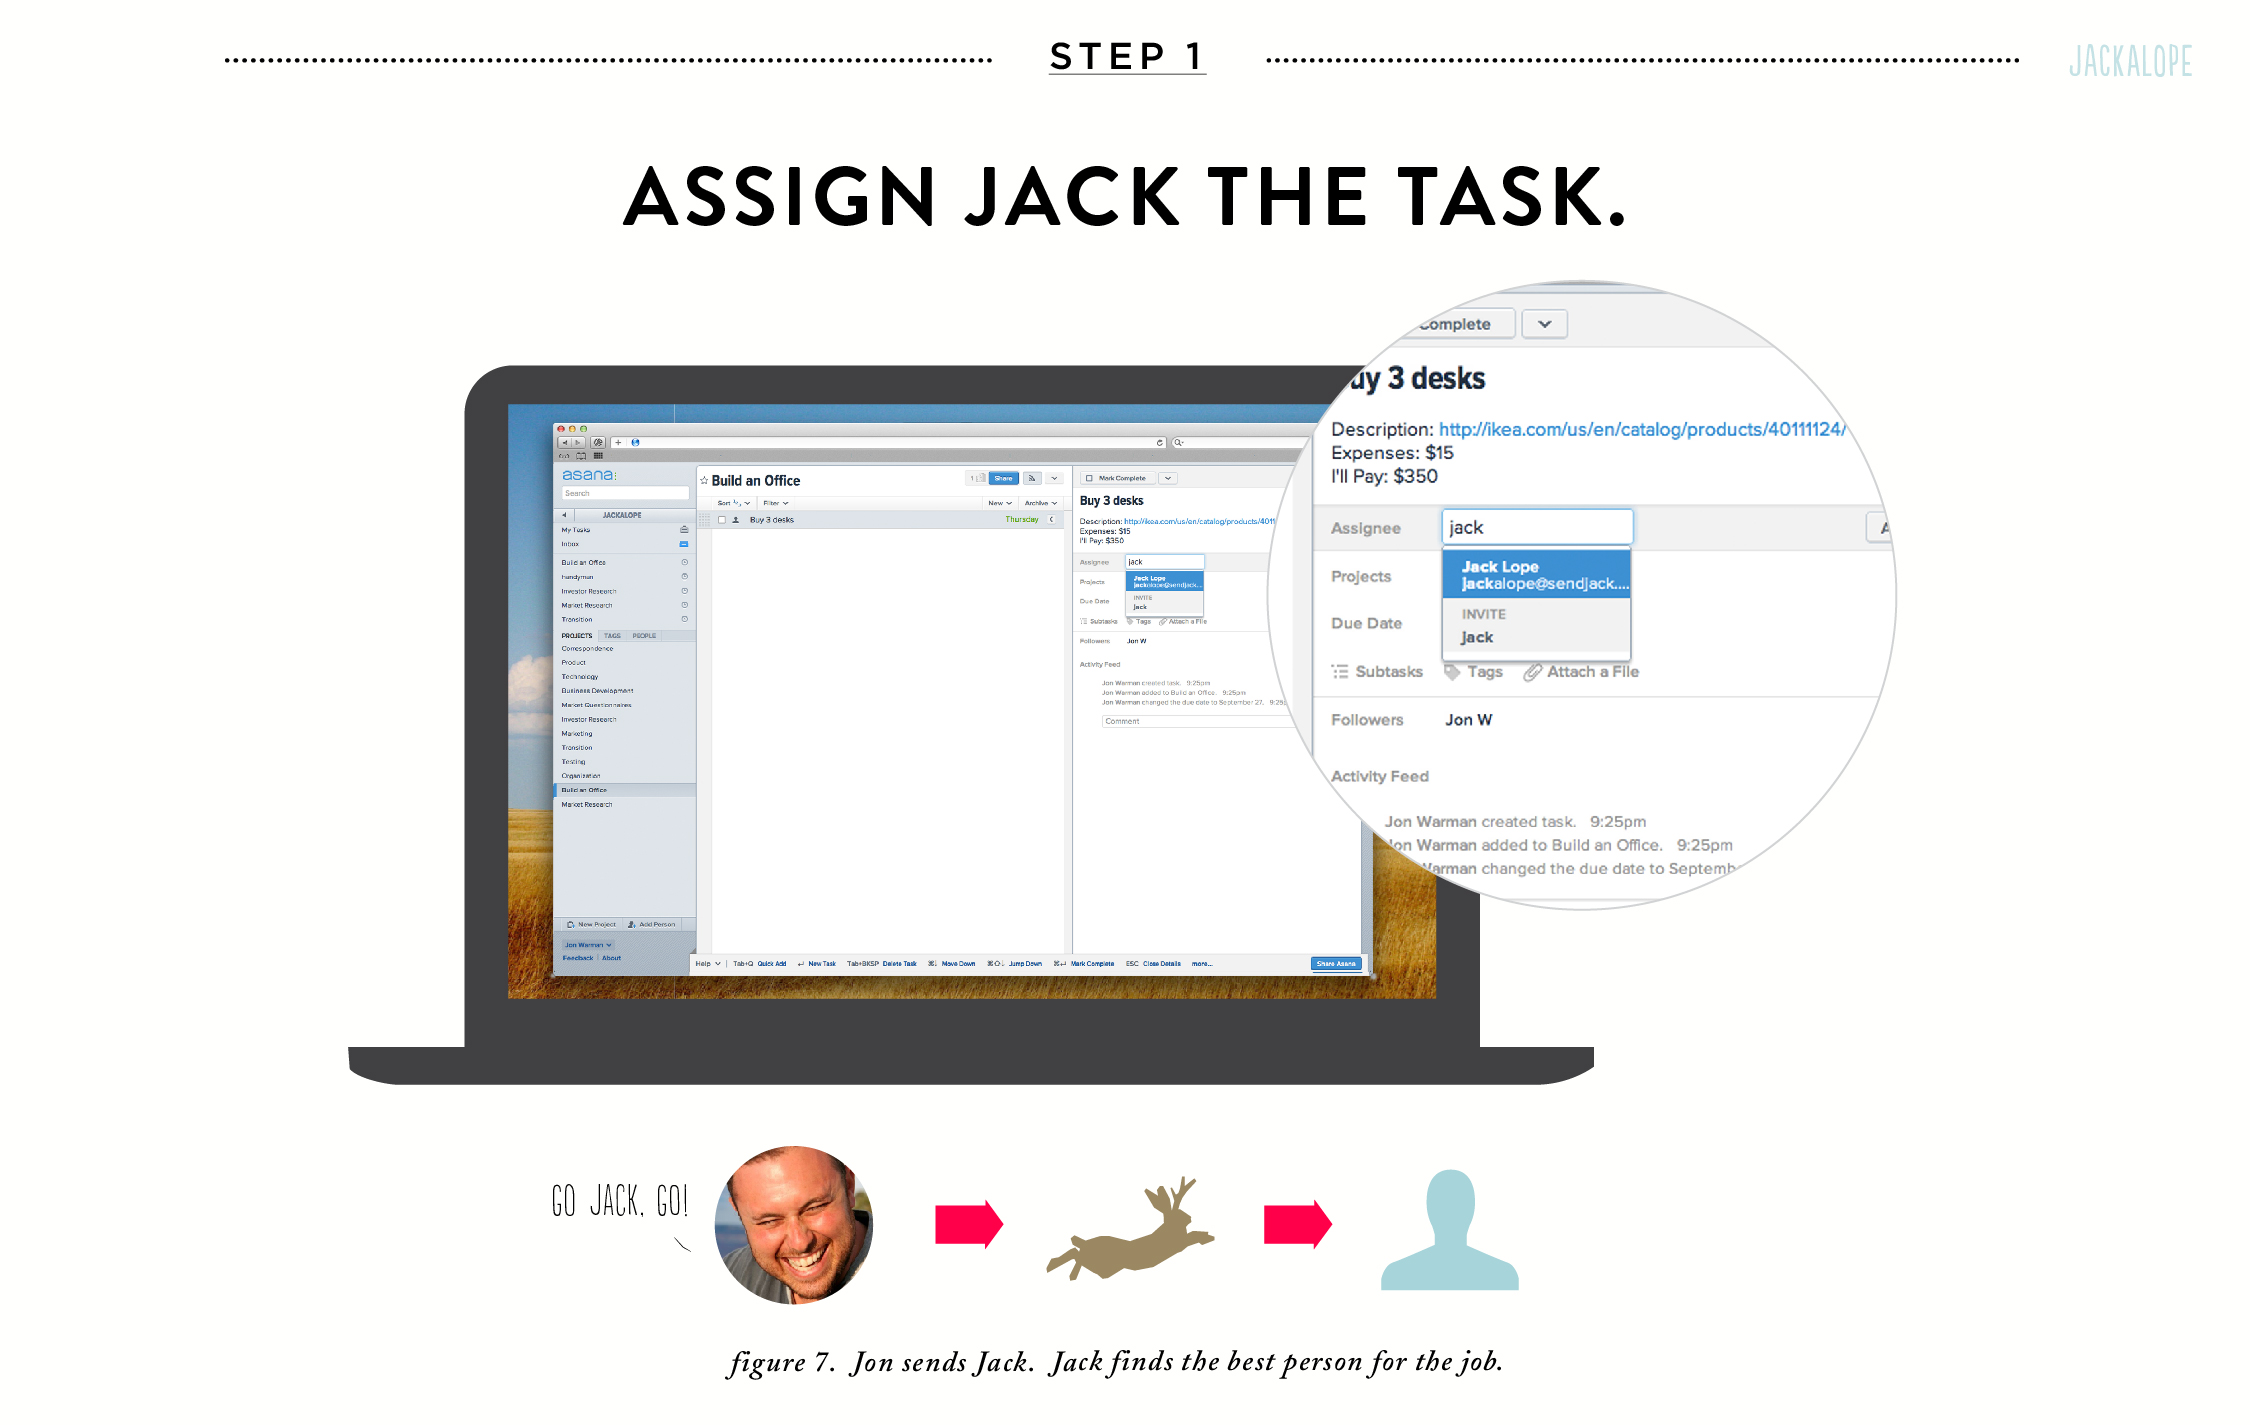 STEP 1
JACKALOPE
ASSIGN JACK THE TASK.
asana:
Search
JACKALOPE
My Tasks
Inbox
Build an Office
handyman
Investor Research
Market Research
Transition
PROJECTS TAGS PEOPLE
Correspondence
Product
Technology
Business Development
Market Questionnaires
Investor Research
Marketing
Transition
Testing
Organization
Build an Office
Market Research
New Project Add Person
Jon Warman
Feedback About
Build an Office
Share
Sort Filter New Archive
Buy 3 desks Thursday
Mark Complete
Buy 3 desks
Description: http://ikea.com/us/en/catalog/products/4011
Expenses: $15
I'll Pay: $350
Assignee jack
Jack Lope
jackalope@sendjack...
Projects
INVITE
jack
Due Date
Subtasks Tags Attach a File
Followers Jon W
Activity Feed
Jon Warman created task. 9:25pm
Jon Warman added to Build an Office. 9:25pm
Jon Warman changed the due date to September 27.
Comment
Help Tab+Q Quick Add New Task Tab+BKSP Delete Task Move Down Jump Down Mark Complete ESC Close Details more...
Share Asana
omplete
uy 3 desks
Description: http://ikea.com/us/en/catalog/products/40111124/
Expenses: $15
I'll Pay: $350
Assignee jack
Jack Lope
jackalope@sendjack....
Projects
INVITE
jack
Due Date
Subtasks Tags Attach a File
Followers Jon W
Activity Feed
Jon Warman created task. 9:25pm
Jon Warman added to Build an Office. 9:25pm
Warman changed the due date to Septemb
GO JACK, GO!
figure 7. Jon sends Jack. Jack finds the best person for the job.